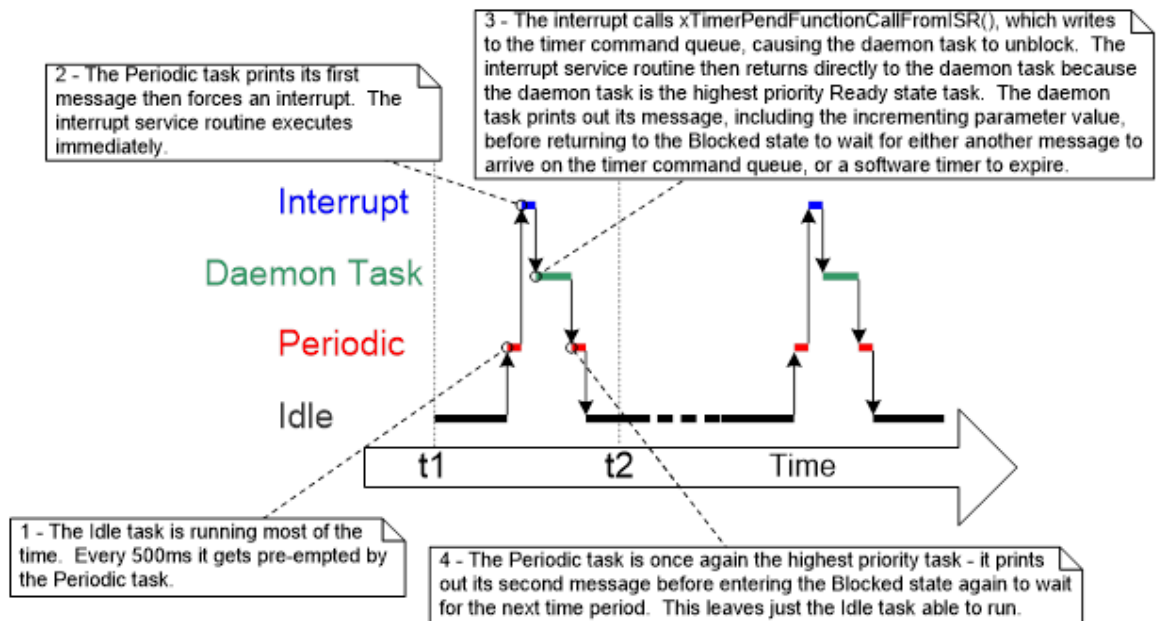 3 - The interrupt calls xTimerPendFunctionCallFromISR(), which writes
to the timer command queue, causing the daemon task to unblock.  The
interrupt service routine then returns directly to the daemon task because
the daemon task is the highest priority Ready state task.  The daemon
task prints out its message, including the incrementing parameter value,
before returning to the Blocked state to wait for either another message to
arrive on the timer command queue, or a software timer to expire.
2 - The Periodic task prints its first
message then forces an interrupt.  The
interrupt service routine executes
immediately.
Interrupt
Daemon Task
Periodic
Idle
t1
t2
Time
1 - The Idle task is running most of the
time.  Every 500ms it gets pre-empted by
the Periodic task.
4 - The Periodic task is once again the highest priority task - it prints
out its second message before entering the Blocked state again to wait
for the next time period.  This leaves just the Idle task able to run.